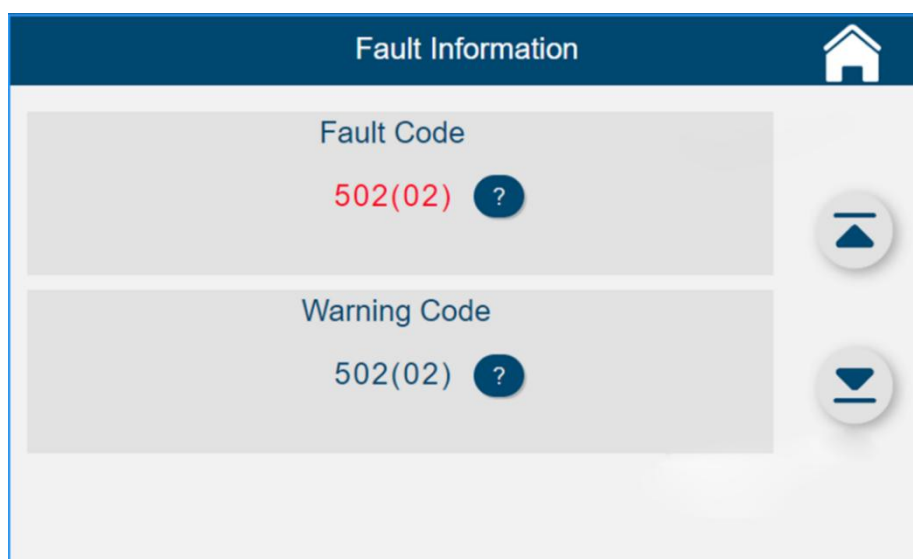 Fault Information
Fault Code
502(02) ?
Warning Code
502(02) ?